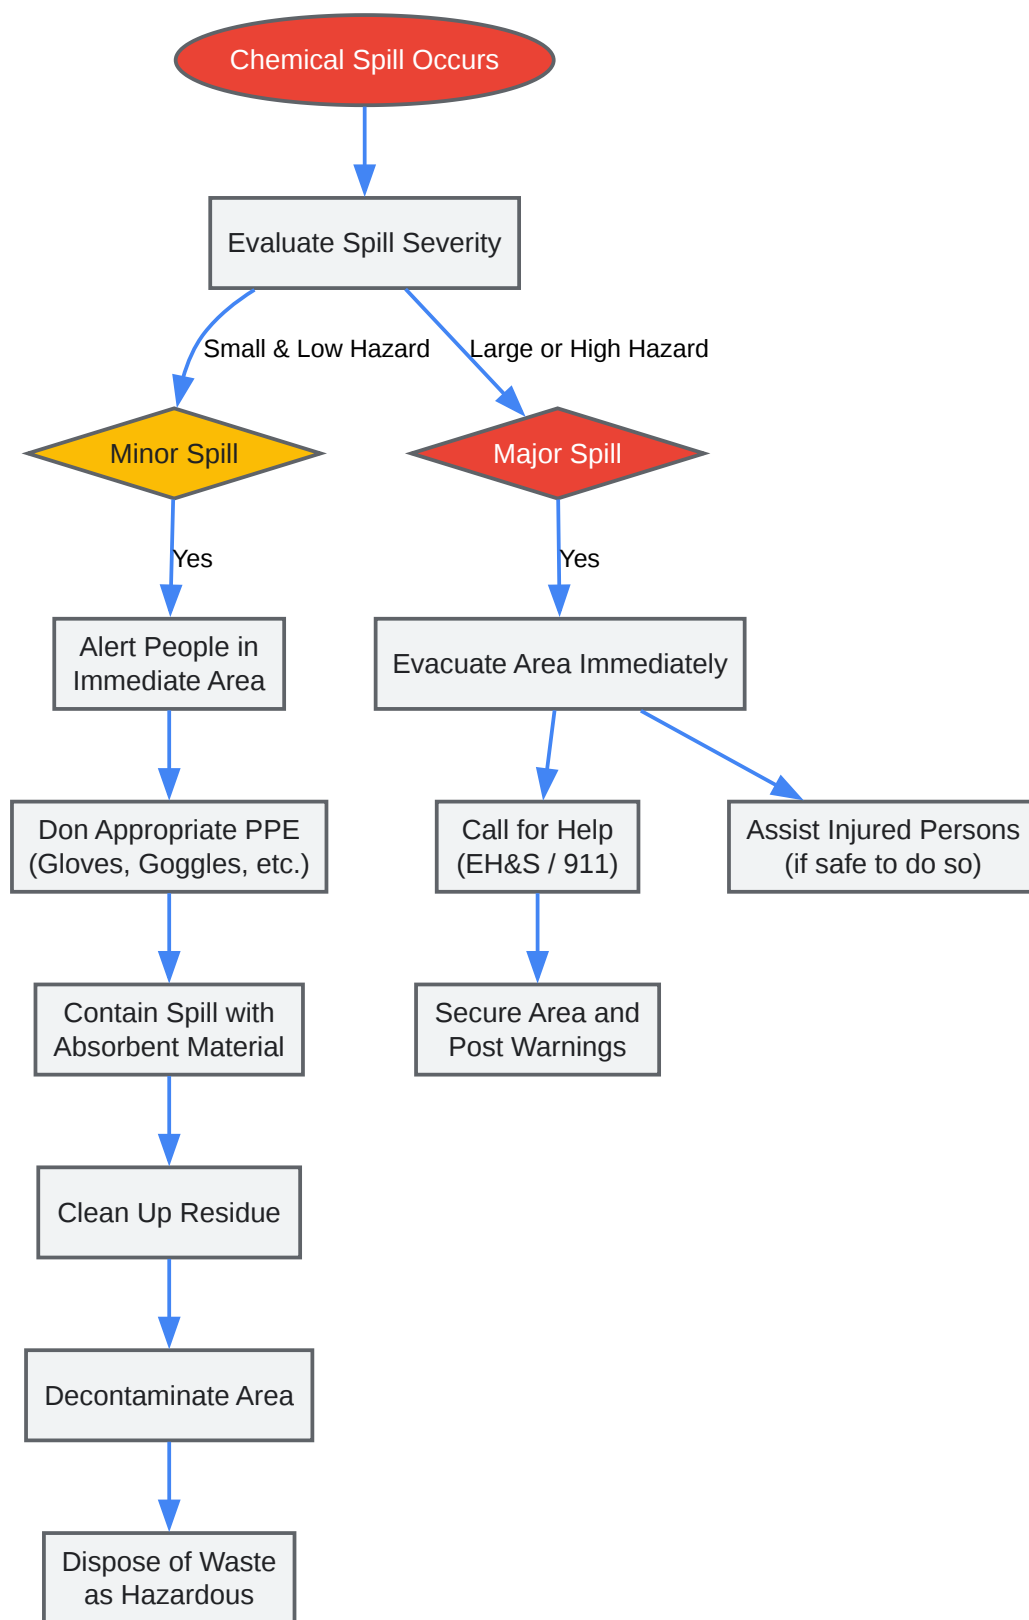 Chemical Spill Occurs
Evaluate Spill Severity
Small & Low Hazard
Large or High Hazard
Minor Spill
Major Spill
Yes
Yes
Alert People in
Immediate Area
Evacuate Area Immediately
Don Appropriate PPE
(Gloves, Goggles, etc.)
Call for Help
(EH&S / 911)
Assist Injured Persons
(if safe to do so)
Contain Spill with
Absorbent Material
Secure Area and
Post Warnings
Clean Up Residue
Decontaminate Area
Dispose of Waste
as Hazardous